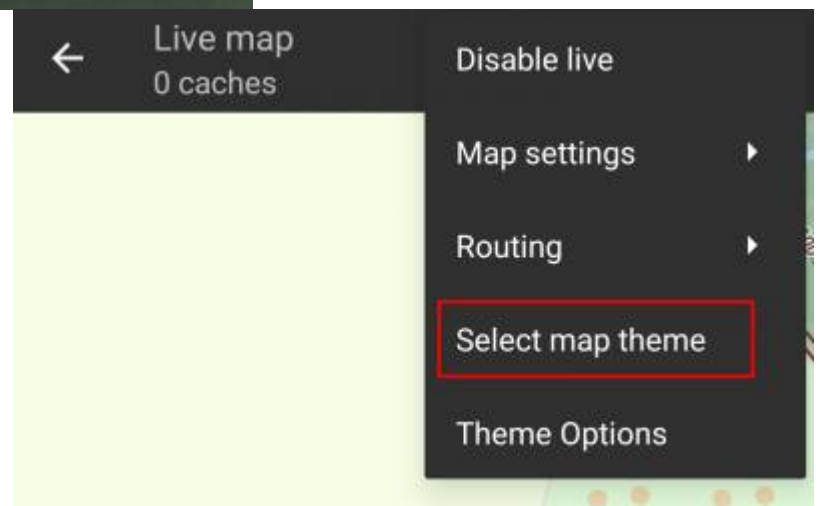 Live map
0 caches
Disable live
Map settings
Routing
Select map theme
Theme Options